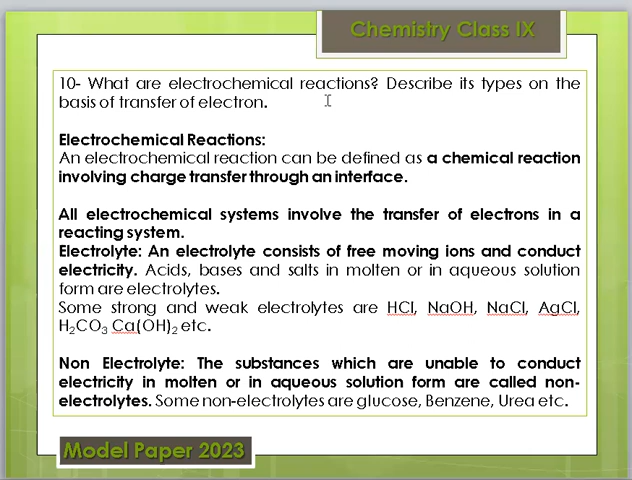 Chemistry Class IX
10- What are electrochemical reactions? Describe its types on the
basis of transfer of electron.
Electrochemical Reactions:
An electrochemical reaction can be defined as a chemical reaction
involving charge transfer through an interface.
All electrochemical systems involve the transfer of electrons in a
reacting system.
Electrolyte: An electrolyte consists of free moving ions and conduct
electricity. Acids, bases and salts in molten or in aqueous solution
form are electrolytes.
Some strong and weak electrolytes are HCl, NaOH, NaCl, AgCl,
H₂CO₃ Ca(OH)₂ etc.
Non Electrolyte: The substances which are unable to conduct
electricity in molten or in aqueous solution form are called non-
electrolytes. Some non-electrolytes are glucose, Benzene, Urea etc.
Model Paper 2023